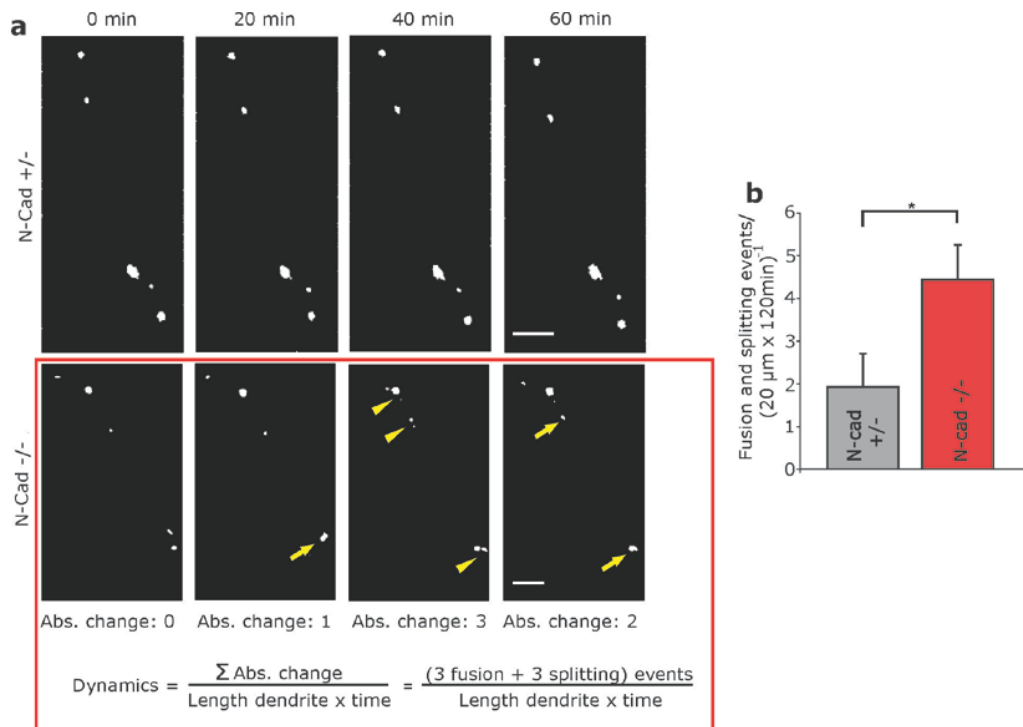 a
0 min 20 min 40 min 60 min
N-Cad +/-
N-Cad -/-
Abs. change: 0 Abs. change: 1 Abs. change: 3 Abs. change: 2
Dynamics = Σ Abs. change / Length dendrite x time = (3 fusion + 3 splitting) events / Length dendrite x time
b
Fusion and splitting events/
(20 µm x 120min)⁻¹
*
6
5
4
3
2
1
0
N-cad
+/-
N-cad -/-